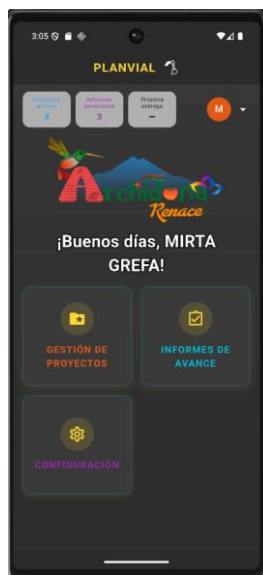 3:05
PLANVIAL
Proyectos activos
3
Informes pendientes
3
Próxima entrega
–
M
Archidona
Renace
¡Buenos días, MIRTA
GREFA!
GESTIÓN DE
PROYECTOS
INFORMES DE
AVANCE
CONFIGURACIÓN